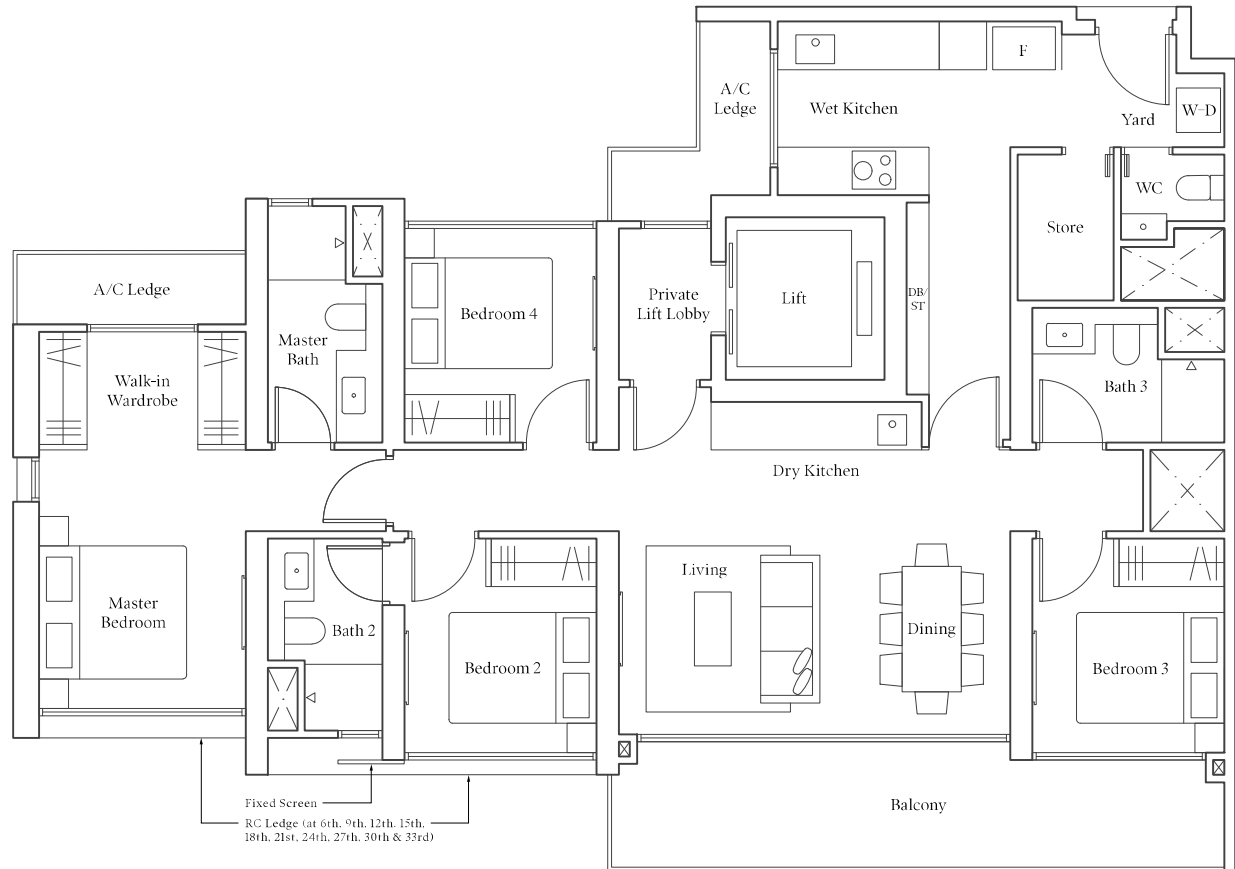 F
A/C
Ledge
Wet Kitchen
Yard
W-D
WC
Store
A/C Ledge
Private
Lift Lobby
Lift
DB/
ST
Bedroom 4
Master
Bath
Walk-in
Wardrobe
Bath 3
Dry Kitchen
Living
Master
Bedroom
Bath 2
Dining
Bedroom 2
Bedroom 3
Fixed Screen
RC Ledge (at 6th, 9th, 12th, 15th,
18th, 21st, 24th, 27th, 30th & 33rd)
Balcony